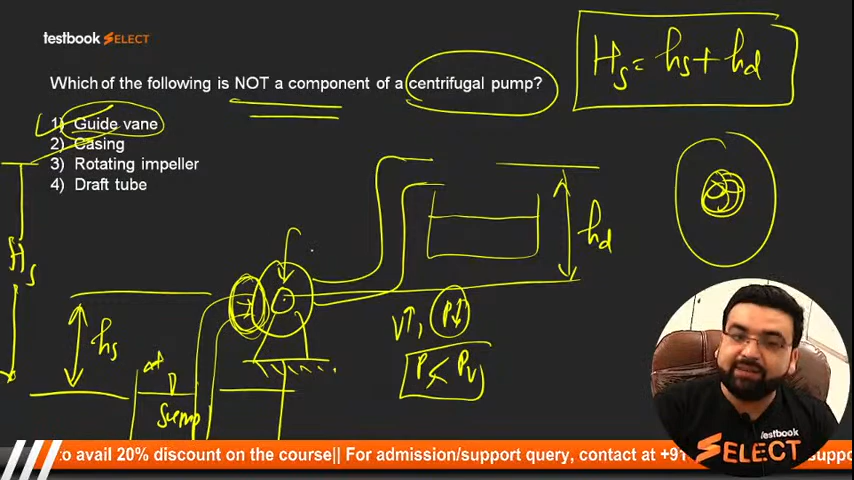 testbook SELECT
Which of the following is NOT a component of a centrifugal pump?
1) Guide vane
2) Casing
3) Rotating impeller
4) Draft tube
Hs = hs + hd
Hs
hs
hd
V↑, P↓
P < Pv
Sump
testbook
SELECT
to avail 20% discount on the course|| For admission/support query, contact at +91
suppo